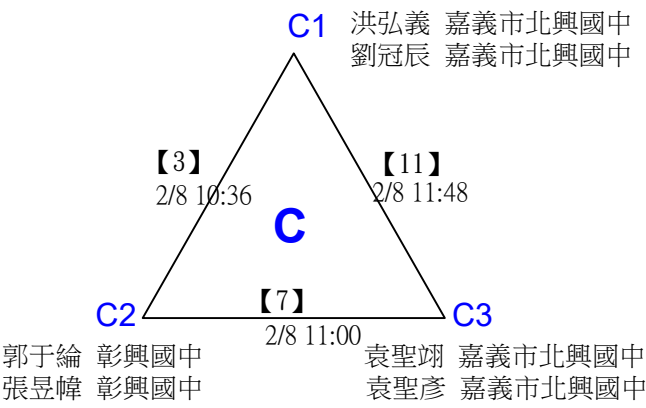 C1 洪弘義 嘉義市北興國中
劉冠辰 嘉義市北興國中
【3】
2/8 10:36
【11】
2/8 11:48
C
【7】
2/8 11:00
C2
C3
郭于綸 彰興國中
張昱幃 彰興國中
袁聖翊 嘉義市北興國中
袁聖彥 嘉義市北興國中